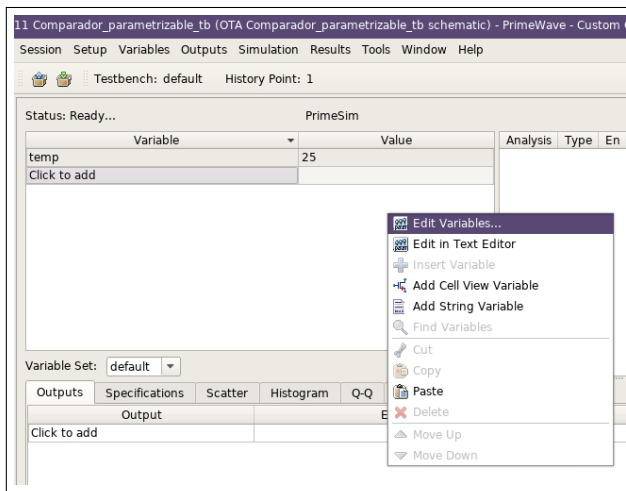 11 Comparador_parametrizable_tb (OTA Comparador_parametrizable_tb schematic) - PrimeWave - Custom
Session Setup Variables Outputs Simulation Results Tools Window Help
Testbench: default History Point: 1
Status: Ready... PrimeSim
Variable Value Analysis Type En
temp 25
Click to add
Edit Variables...
Edit in Text Editor
Insert Variable
Add Cell View Variable
Add String Variable
Find Variables
Cut
Copy
Paste
Delete
Move Up
Move Down
Variable Set: default
Outputs Specifications Scatter Histogram Q-Q
Output E
Click to add